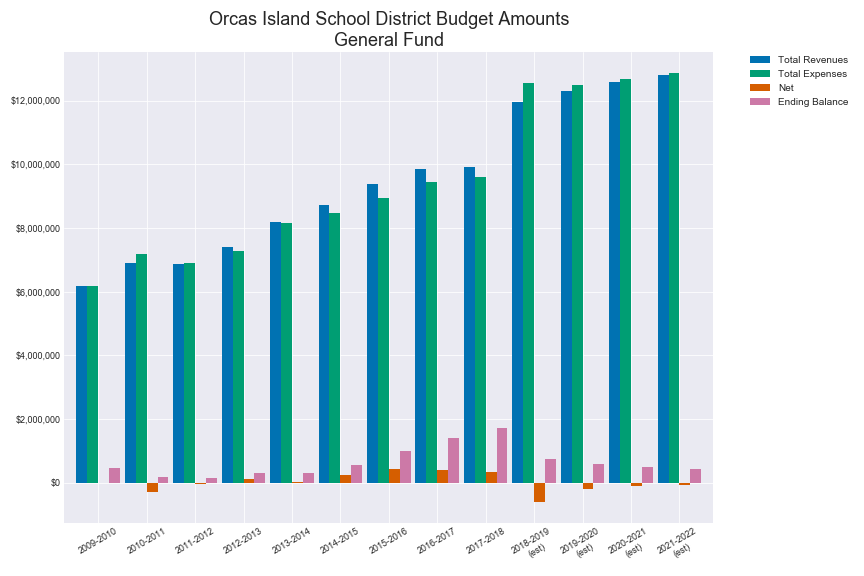 Orcas Island School District Budget Amounts
General Fund
Total Revenues
Total Expenses
Net
Ending Balance
$12,000,000
$10,000,000
$8,000,000
$6,000,000
$4,000,000
$2,000,000
$0
2009-2010
2010-2011
2011-2012
2012-2013
2013-2014
2014-2015
2015-2016
2016-2017
2017-2018
2018-2019
(est)
2019-2020
(est)
2020-2021
(est)
2021-2022
(est)